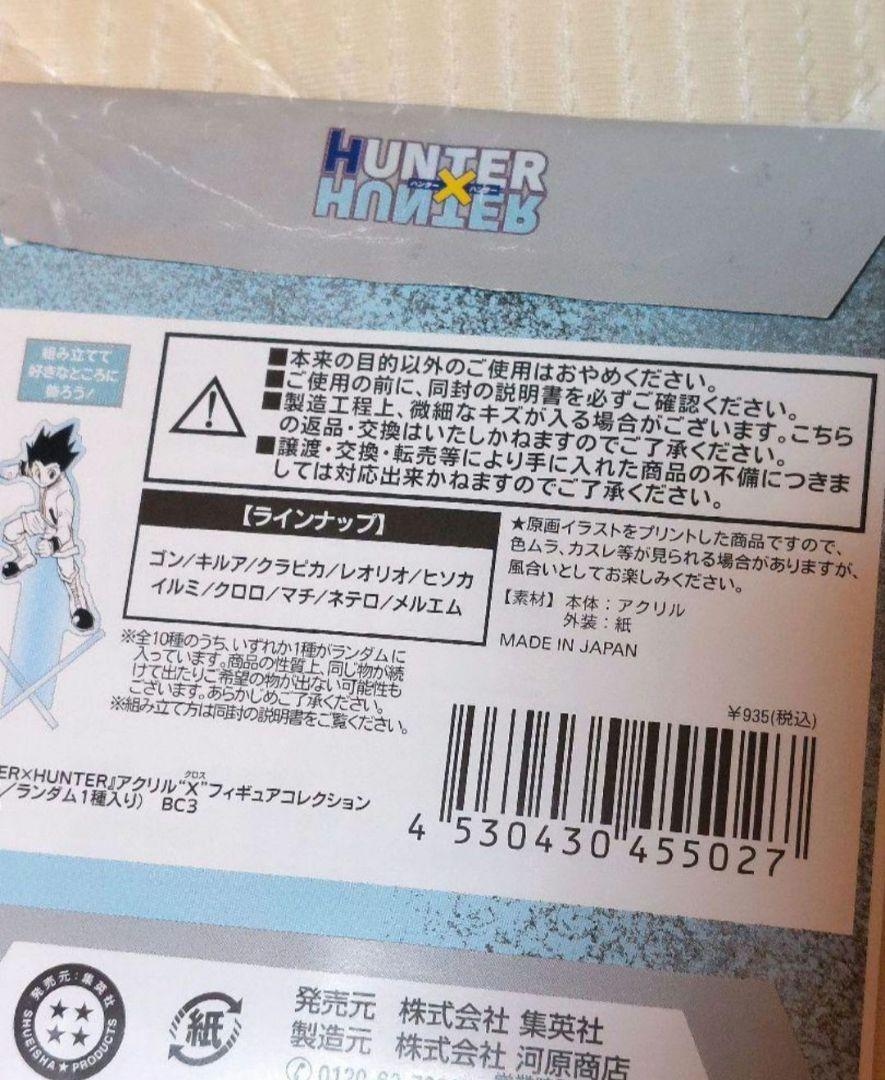 HUNTER
ハンター×ハンター
HUNTER
組み立てて
好きなところに
飾ろう!
■本来の目的以外のご使用はおやめください。
■ご使用の前に、同封の説明書を必ずご確認ください。
■製造工程上、微細なキズが入る場合がございます。こちら
の返品・交換はいたしかねますのでご了承ください。
■譲渡・交換・転売等により手に入れた商品の不備につきま
しては対応出来かねますのでご了承ください。
【ラインナップ】
ゴン/キルア/クラピカ/レオリオ/ヒソカ
イルミ/クロロ/マチ/ネテロ/メルエム
★原画イラストをプリントした商品ですので、
色ムラ、カスレ等が見られる場合がありますが、
風合いとしてお楽しみください。
【素材】本体:アクリル
外装:紙
MADE IN JAPAN
※全10種のうち、いずれか1種がランダムに
入っています。商品の性質上、同じ物が続
けて出たりご希望の物が出ない可能性も
ございます。あらかじめご了承ください。
※組み立て方は同封の説明書をご覧ください。
¥935(税込)
ER×HUNTER』アクリル“X”フィギュアコレクション
クロス
/ランダム1種入り) BC3
4 530430 455027
発売元:集英社
SHUEISHA★PRODUCTS
紙
発売元 株式会社 集英社
製造元 株式会社 河原商店
0120-63-